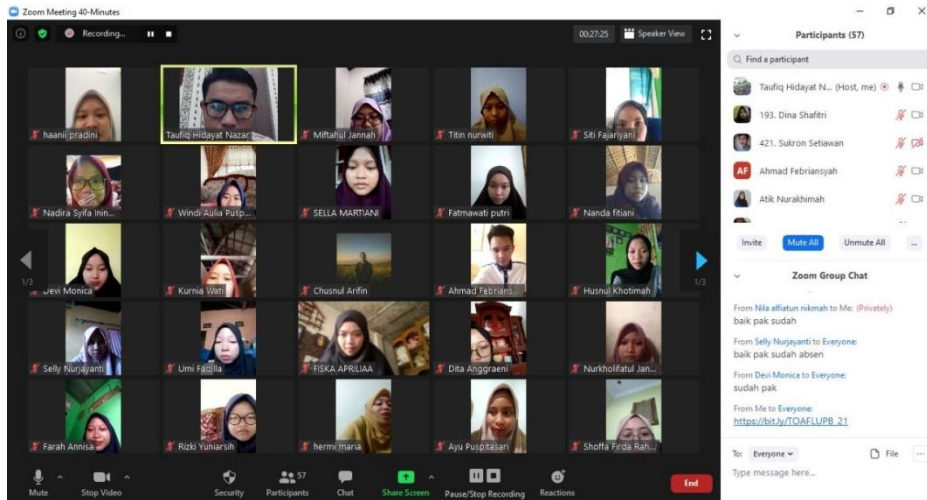 Zoom Meeting 40-Minutes
Recording...
00:27:25
Speaker View
haanii pradini
Taufiq Hidayat Nazar
Miftahul Jannah
Titin nurwiti
Siti Fajariyani
Nadira Syifa Inin...
Windi Aulia Pusp...
SELLA MARTIANI
Fatmawati putri
Nanda fitiani
1/3
Devi Monica
Kurnia Wati
Chusnul Arifin
Ahmad Febrians...
Husnul Khotimah
1/3
Selly Nurjayanti
Umi Fadilla
FISKA APRILIAA
Dita Anggraeni
Nurkholifatul Jan...
Farah Annisa
Rizki Yuniarsih
hermi maria
Ayu Puspitasari
Shoffa Firda Rah...
Mute
Stop Video
Security
57
Participants
Chat
Share Screen
Pause/Stop Recording
Reactions
End
Participants (57)
Find a participant
Taufiq Hidayat N... (Host, me)
193. Dina Shafitri
421. Sukron Setiawan
AF
Ahmad Febriansyah
Atik Nurakhimah
Invite
Mute All
Unmute All
...
Zoom Group Chat
From Nila alfiatun nikmah to Me: (Privately)
baik pak sudah
From Selly Nurjayanti to Everyone:
baik pak sudah absen
From Devi Monica to Everyone:
sudah pak
From Me to Everyone:
https://bit.ly/TOAFLUPB_21
To: Everyone
File
...
Type message here...